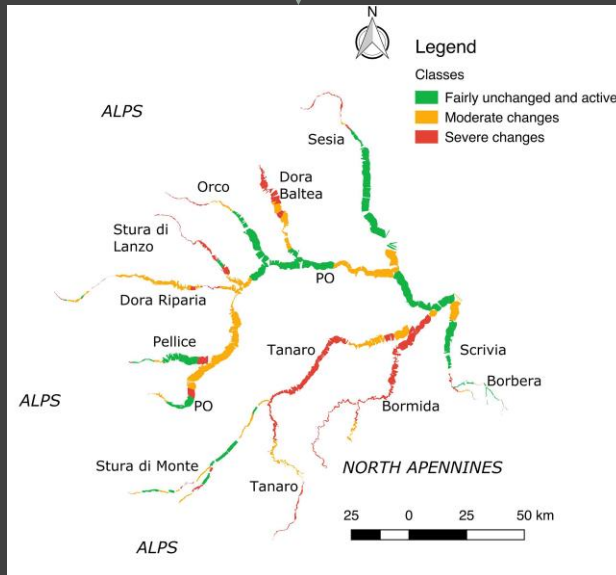 N
Legend
Classes
Fairly unchanged and active
Moderate changes
Severe changes
ALPS
Sesia
Orco
Dora
Baltea
Stura di
Lanzo
PO
Dora Riparia
Pellice
Tanaro
Scrivia
Borbera
ALPS
PO
Bormida
Stura di Monte
NORTH APENNINES
Tanaro
ALPS
25 0 25 50 km